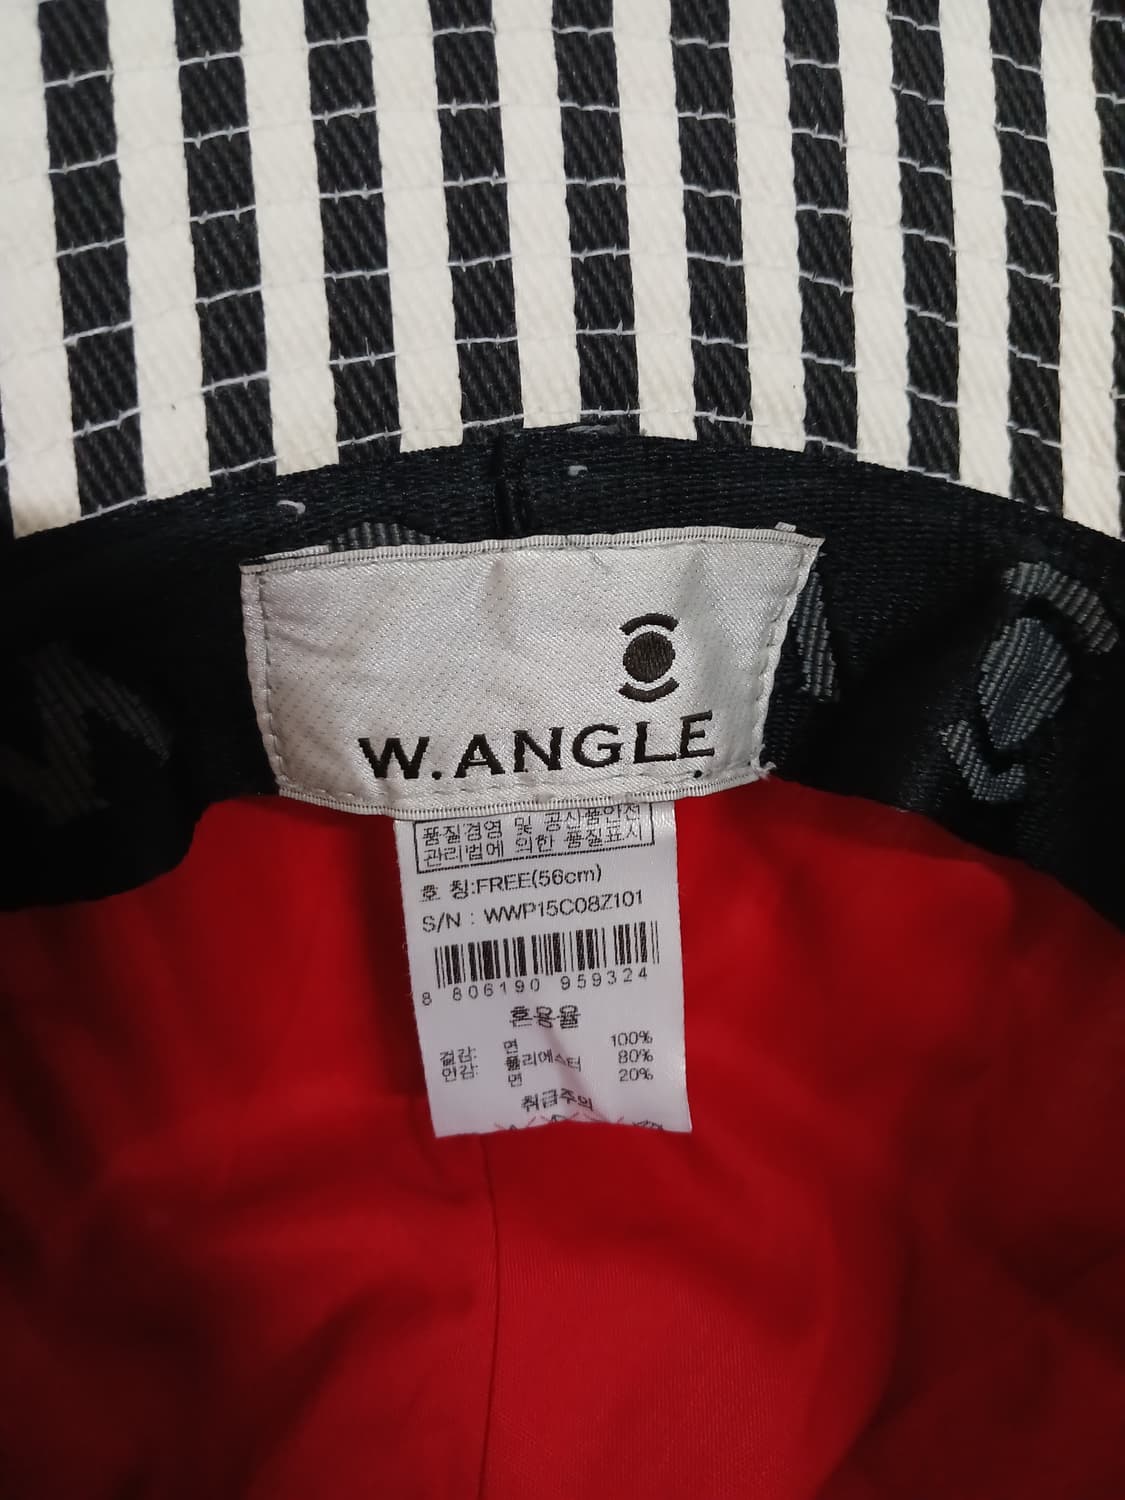 W.ANGLE
품질경영 및 공산품안전
관리법에 의한 품질표시
호 칭:FREE(56cm)
S/N : WWP15C08Z101
8 806190 959324
혼용율
겉감: 면 100%
안감: 폴리에스터 80%
면 20%
취급주의